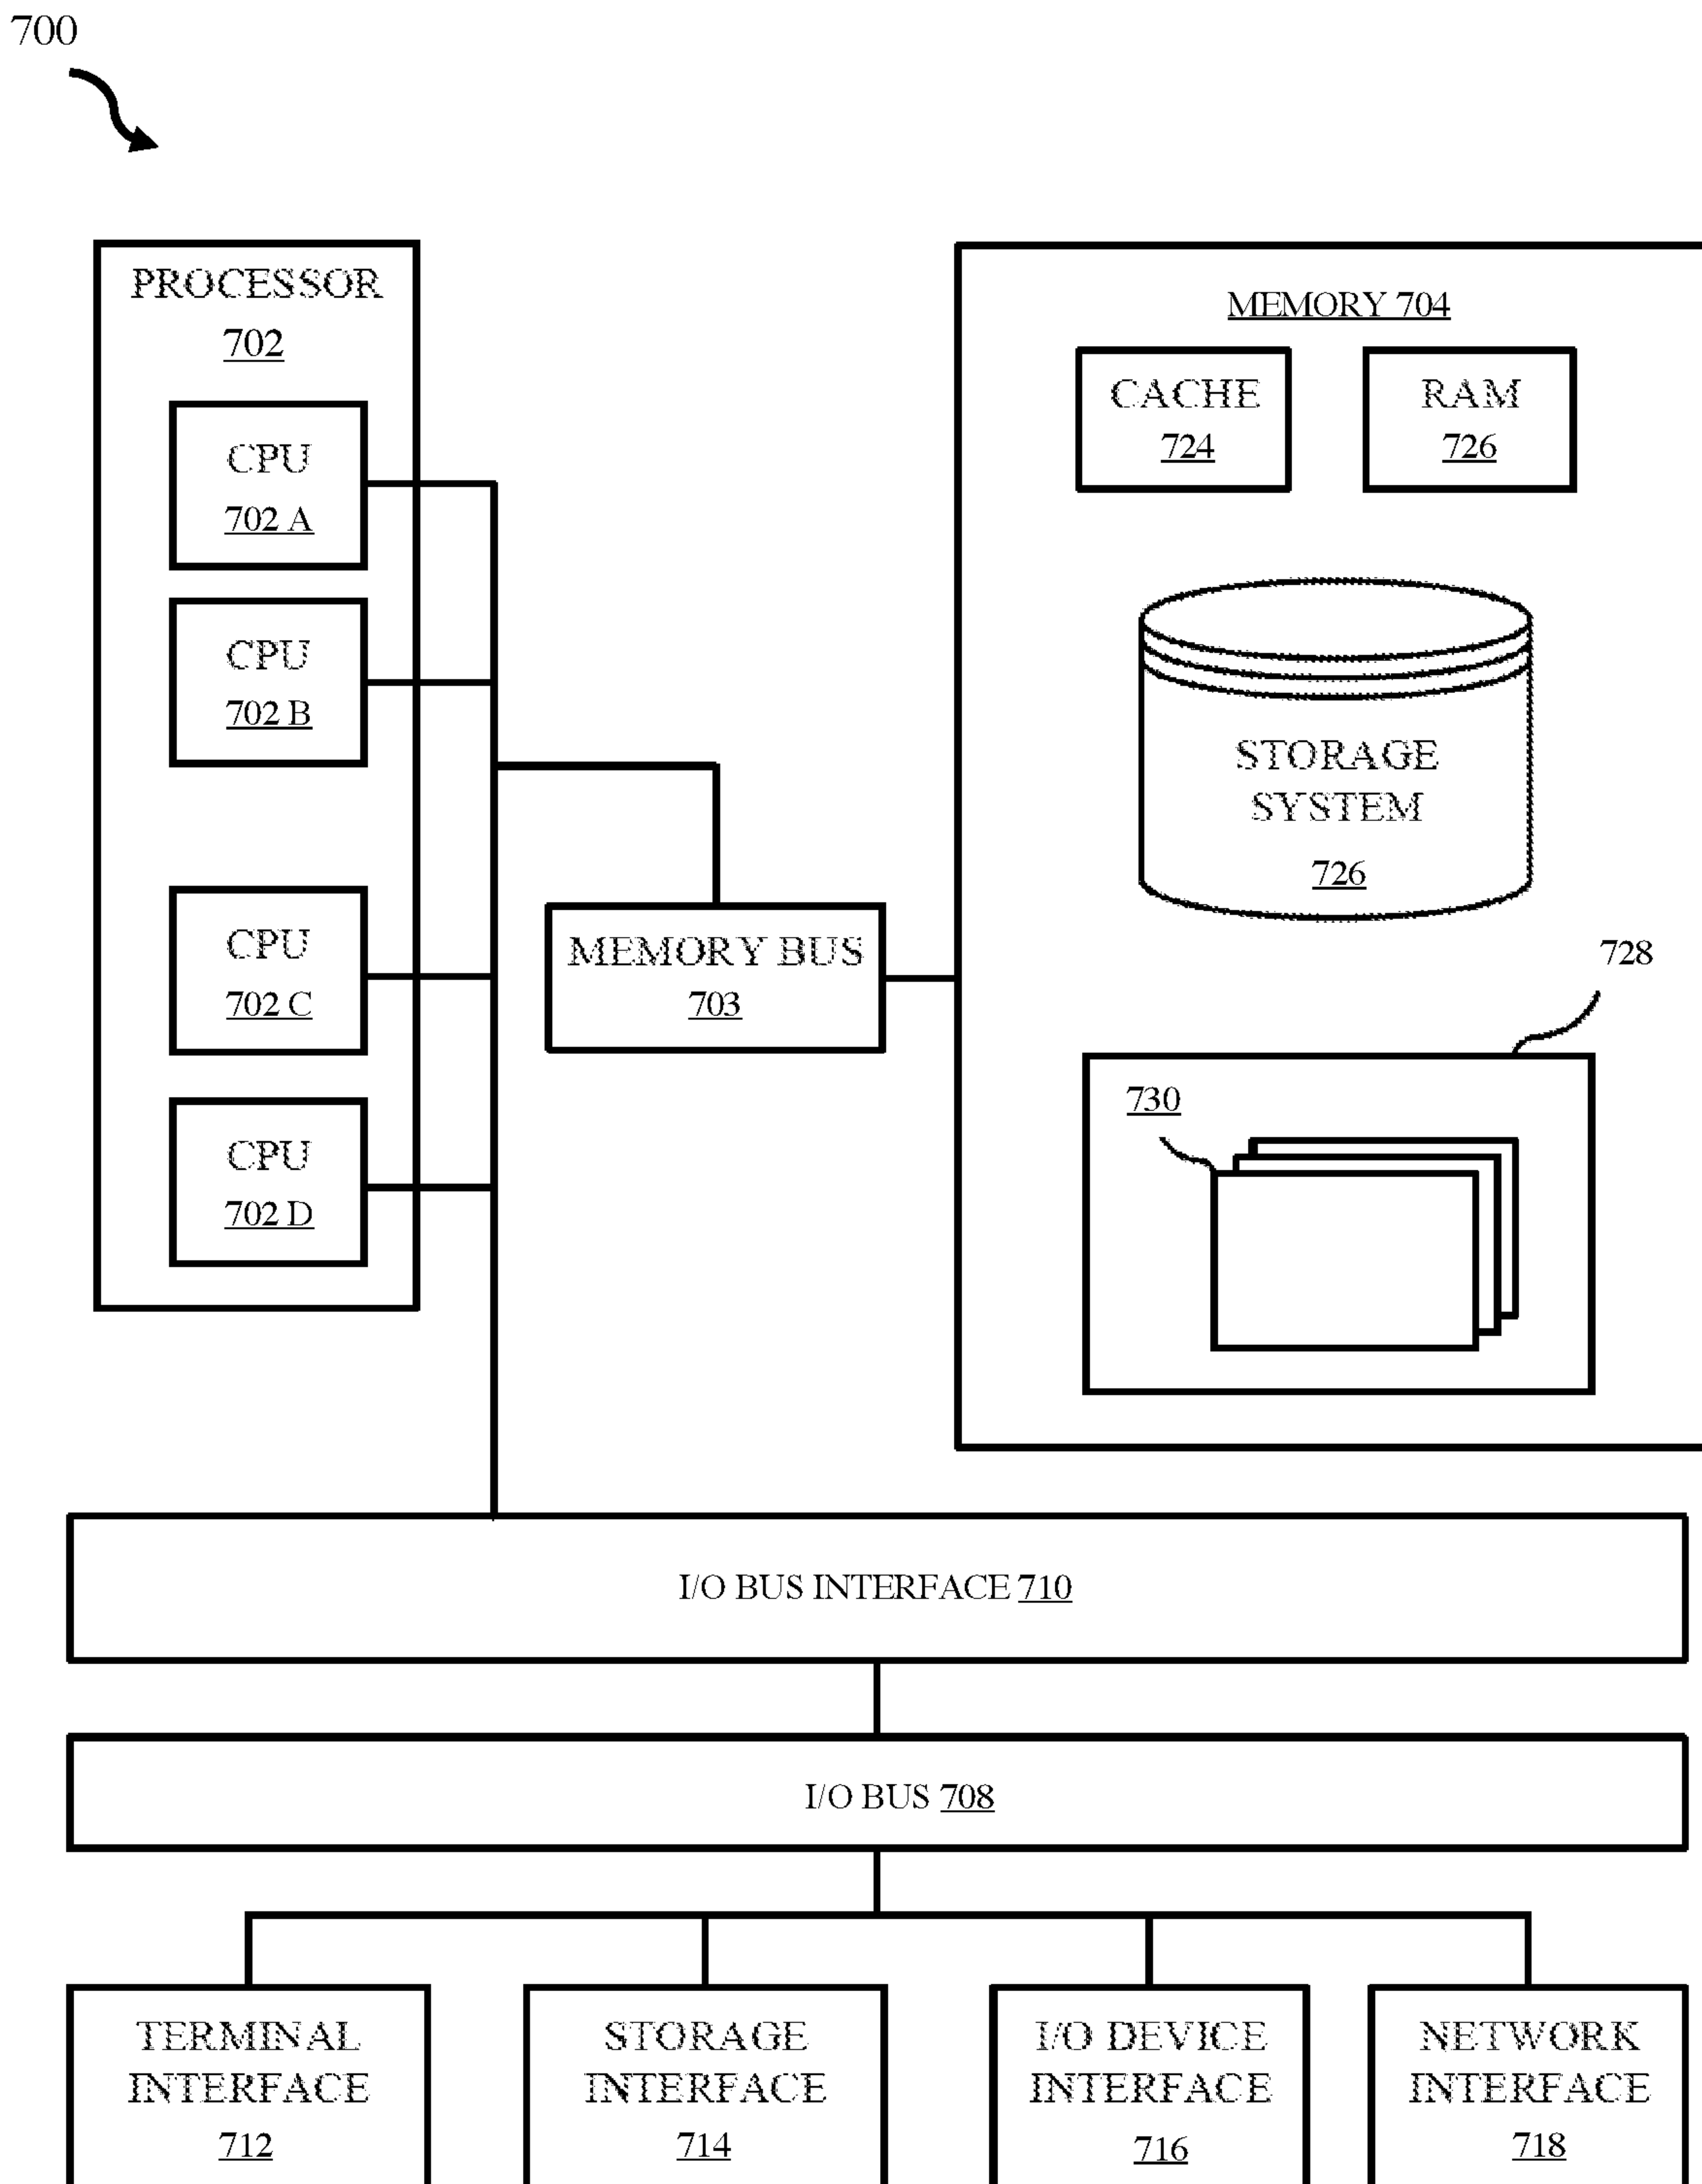 700
PROCESSOR
702
CPU
702 A
CPU
702 B
CPU
702 C
CPU
702 D
MEMORY BUS
703
MEMORY 704
CACHE
724
RAM
726
STORAGE
SYSTEM
726
728
730
I/O BUS INTERFACE 710
I/O BUS 708
TERMINAL
INTERFACE
712
STORAGE
INTERFACE
714
I/O DEVICE
INTERFACE
716
NETWORK
INTERFACE
718